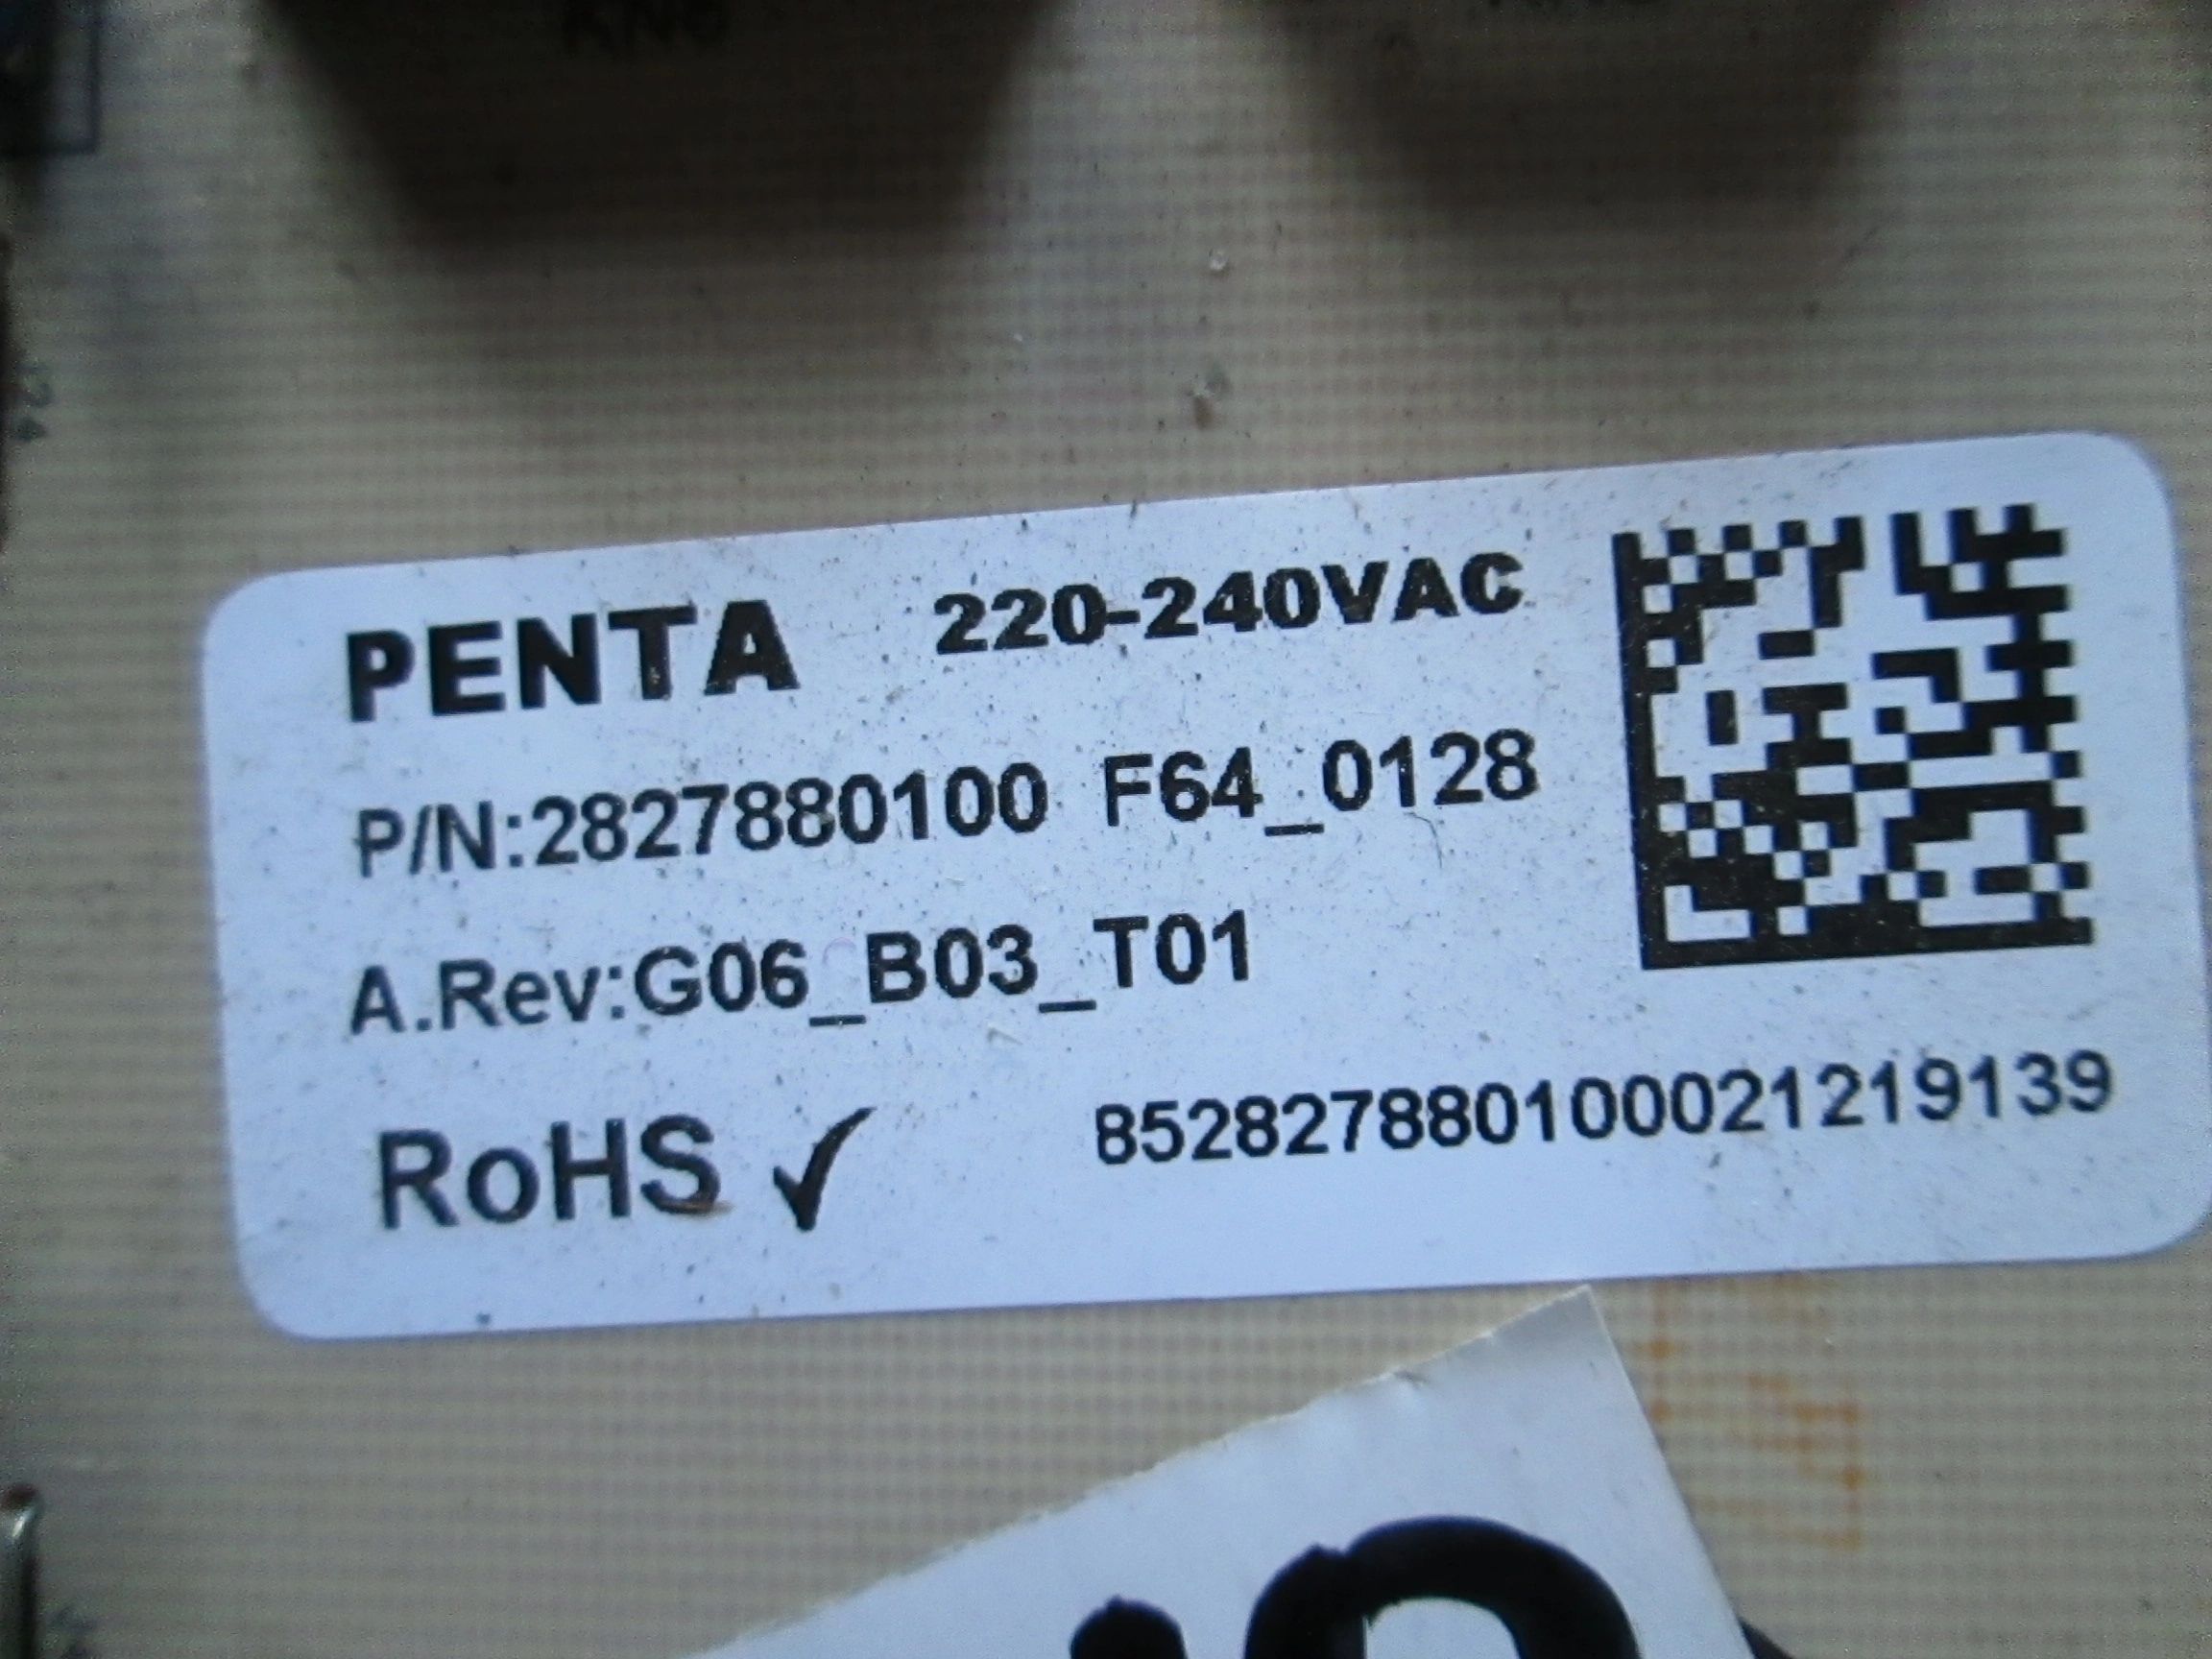 PENTA 220-240VAC
P/N:2827880100 F64_0128
A.Rev:G06_B03_T01
RoHS ✓ 852827880100021219139